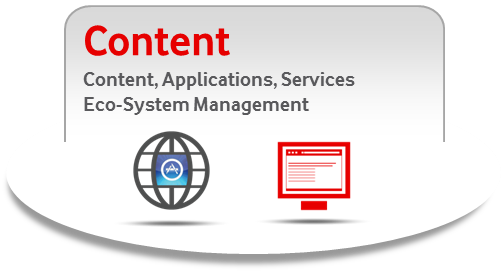 Content
Content, Applications, Services
Eco-System Management